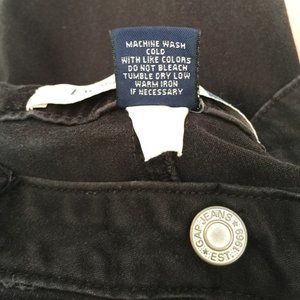 MACHINE WASH
COLD
WITH LIKE COLORS
DO NOT BLEACH
TUMBLE DRY LOW
WARM IRON
IF NECESSARY
GAP JEANS
EST. 1969